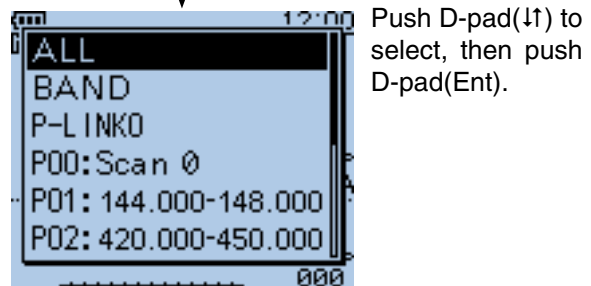 12:00
ALL
BAND
P-LINK0
P00:Scan 0
P01: 144.000-148.000
P02: 420.000-450.000
000
Push D-pad(↓↑) to
select, then push
D-pad(Ent).